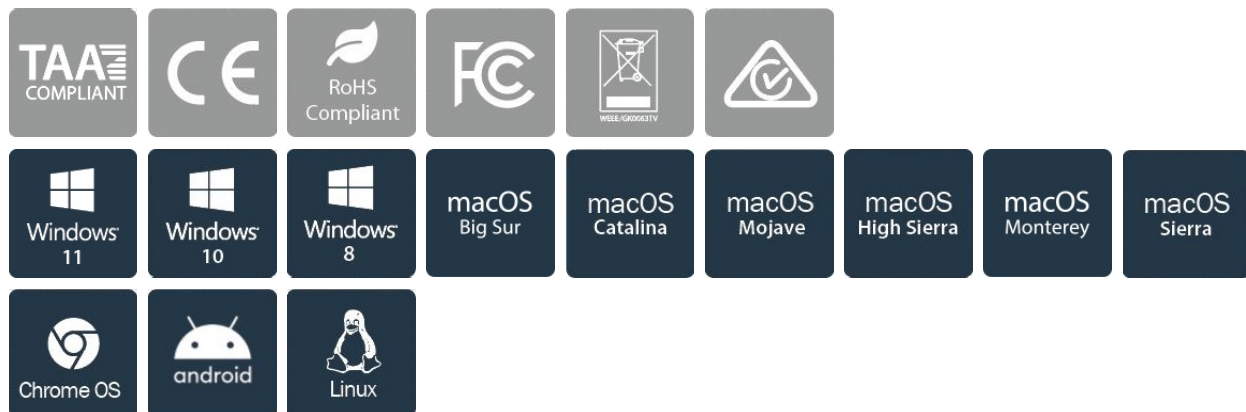 TAA
COMPLIANT
CE
RoHS
Compliant
FC
WEEE/GK0063TV
Windows
11
Windows
10
Windows
8
macOS
Big Sur
macOS
Catalina
macOS
Mojave
macOS
High Sierra
macOS
Monterey
macOS
Sierra
Chrome OS
android
Linux